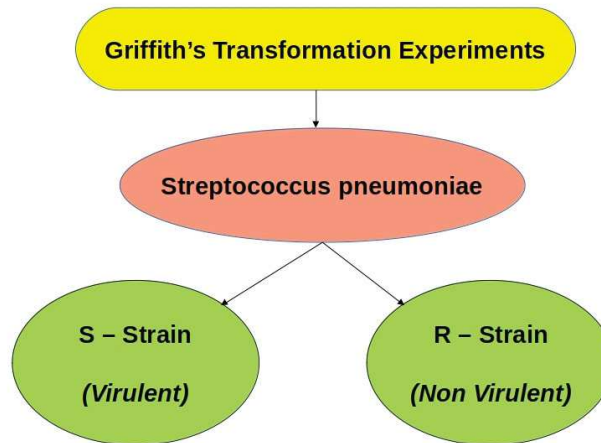 Griffith’s Transformation Experiments
Streptococcus pneumoniae
S – Strain
(Virulent)
R – Strain
(Non Virulent)